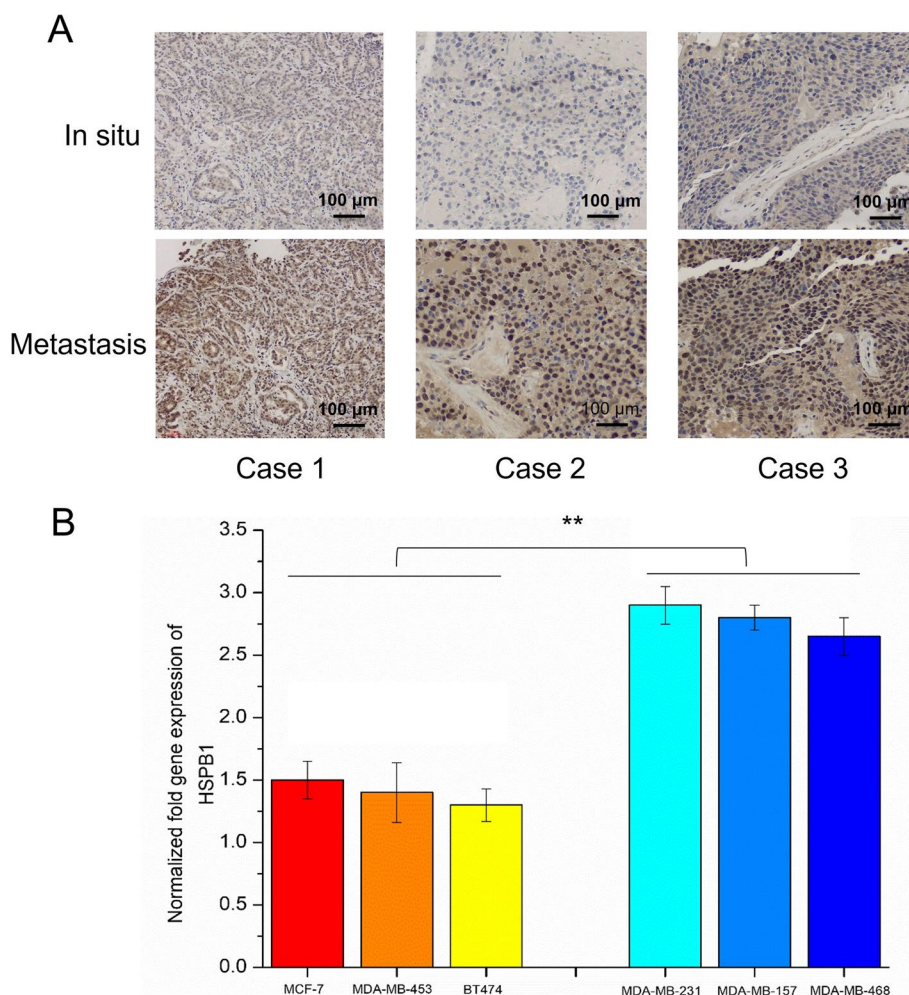 A
In situ
100 µm
100 µm
100 µm
Metastasis
100 µm
100 µm
100 µm
Case 1
Case 2
Case 3
B
**
Normalized fold gene expression of
HSPB1
3.5
3.0
2.5
2.0
1.5
1.0
0.5
0.0
MCF-7
MDA-MB-453
BT474
MDA-MB-231
MDA-MB-157
MDA-MB-468